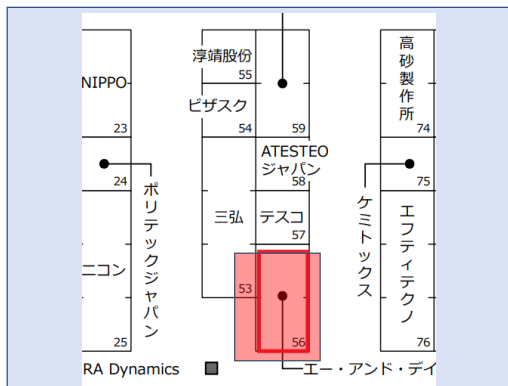 淳靖股份
55
NIPPO
ビザスク
高砂製作所
23
54
59
74
ATESTEO
ジャパン
58
24
75
ポリテックジャパン
三弘
テスコ
57
ケミトックス
エフティテクノ
ニコン
53
25
56
76
RA Dynamics
エー・アンド・デイ